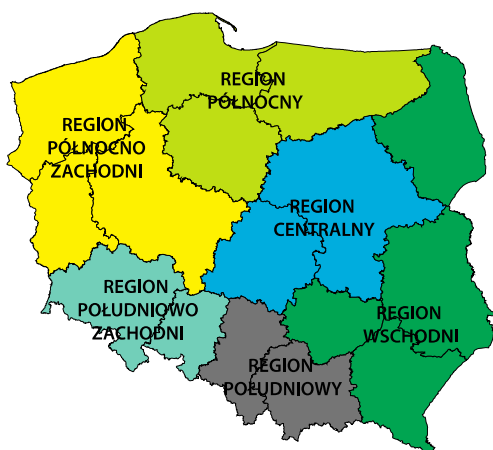 REGION
PÓŁNOCNY
REGION
PÓŁNOCNO
ZACHODNI
REGION
CENTRALNY
REGION
POŁUDNIOWO
ZACHODNI
REGION
WSCHODNI
REGION
POŁUDNIOWY